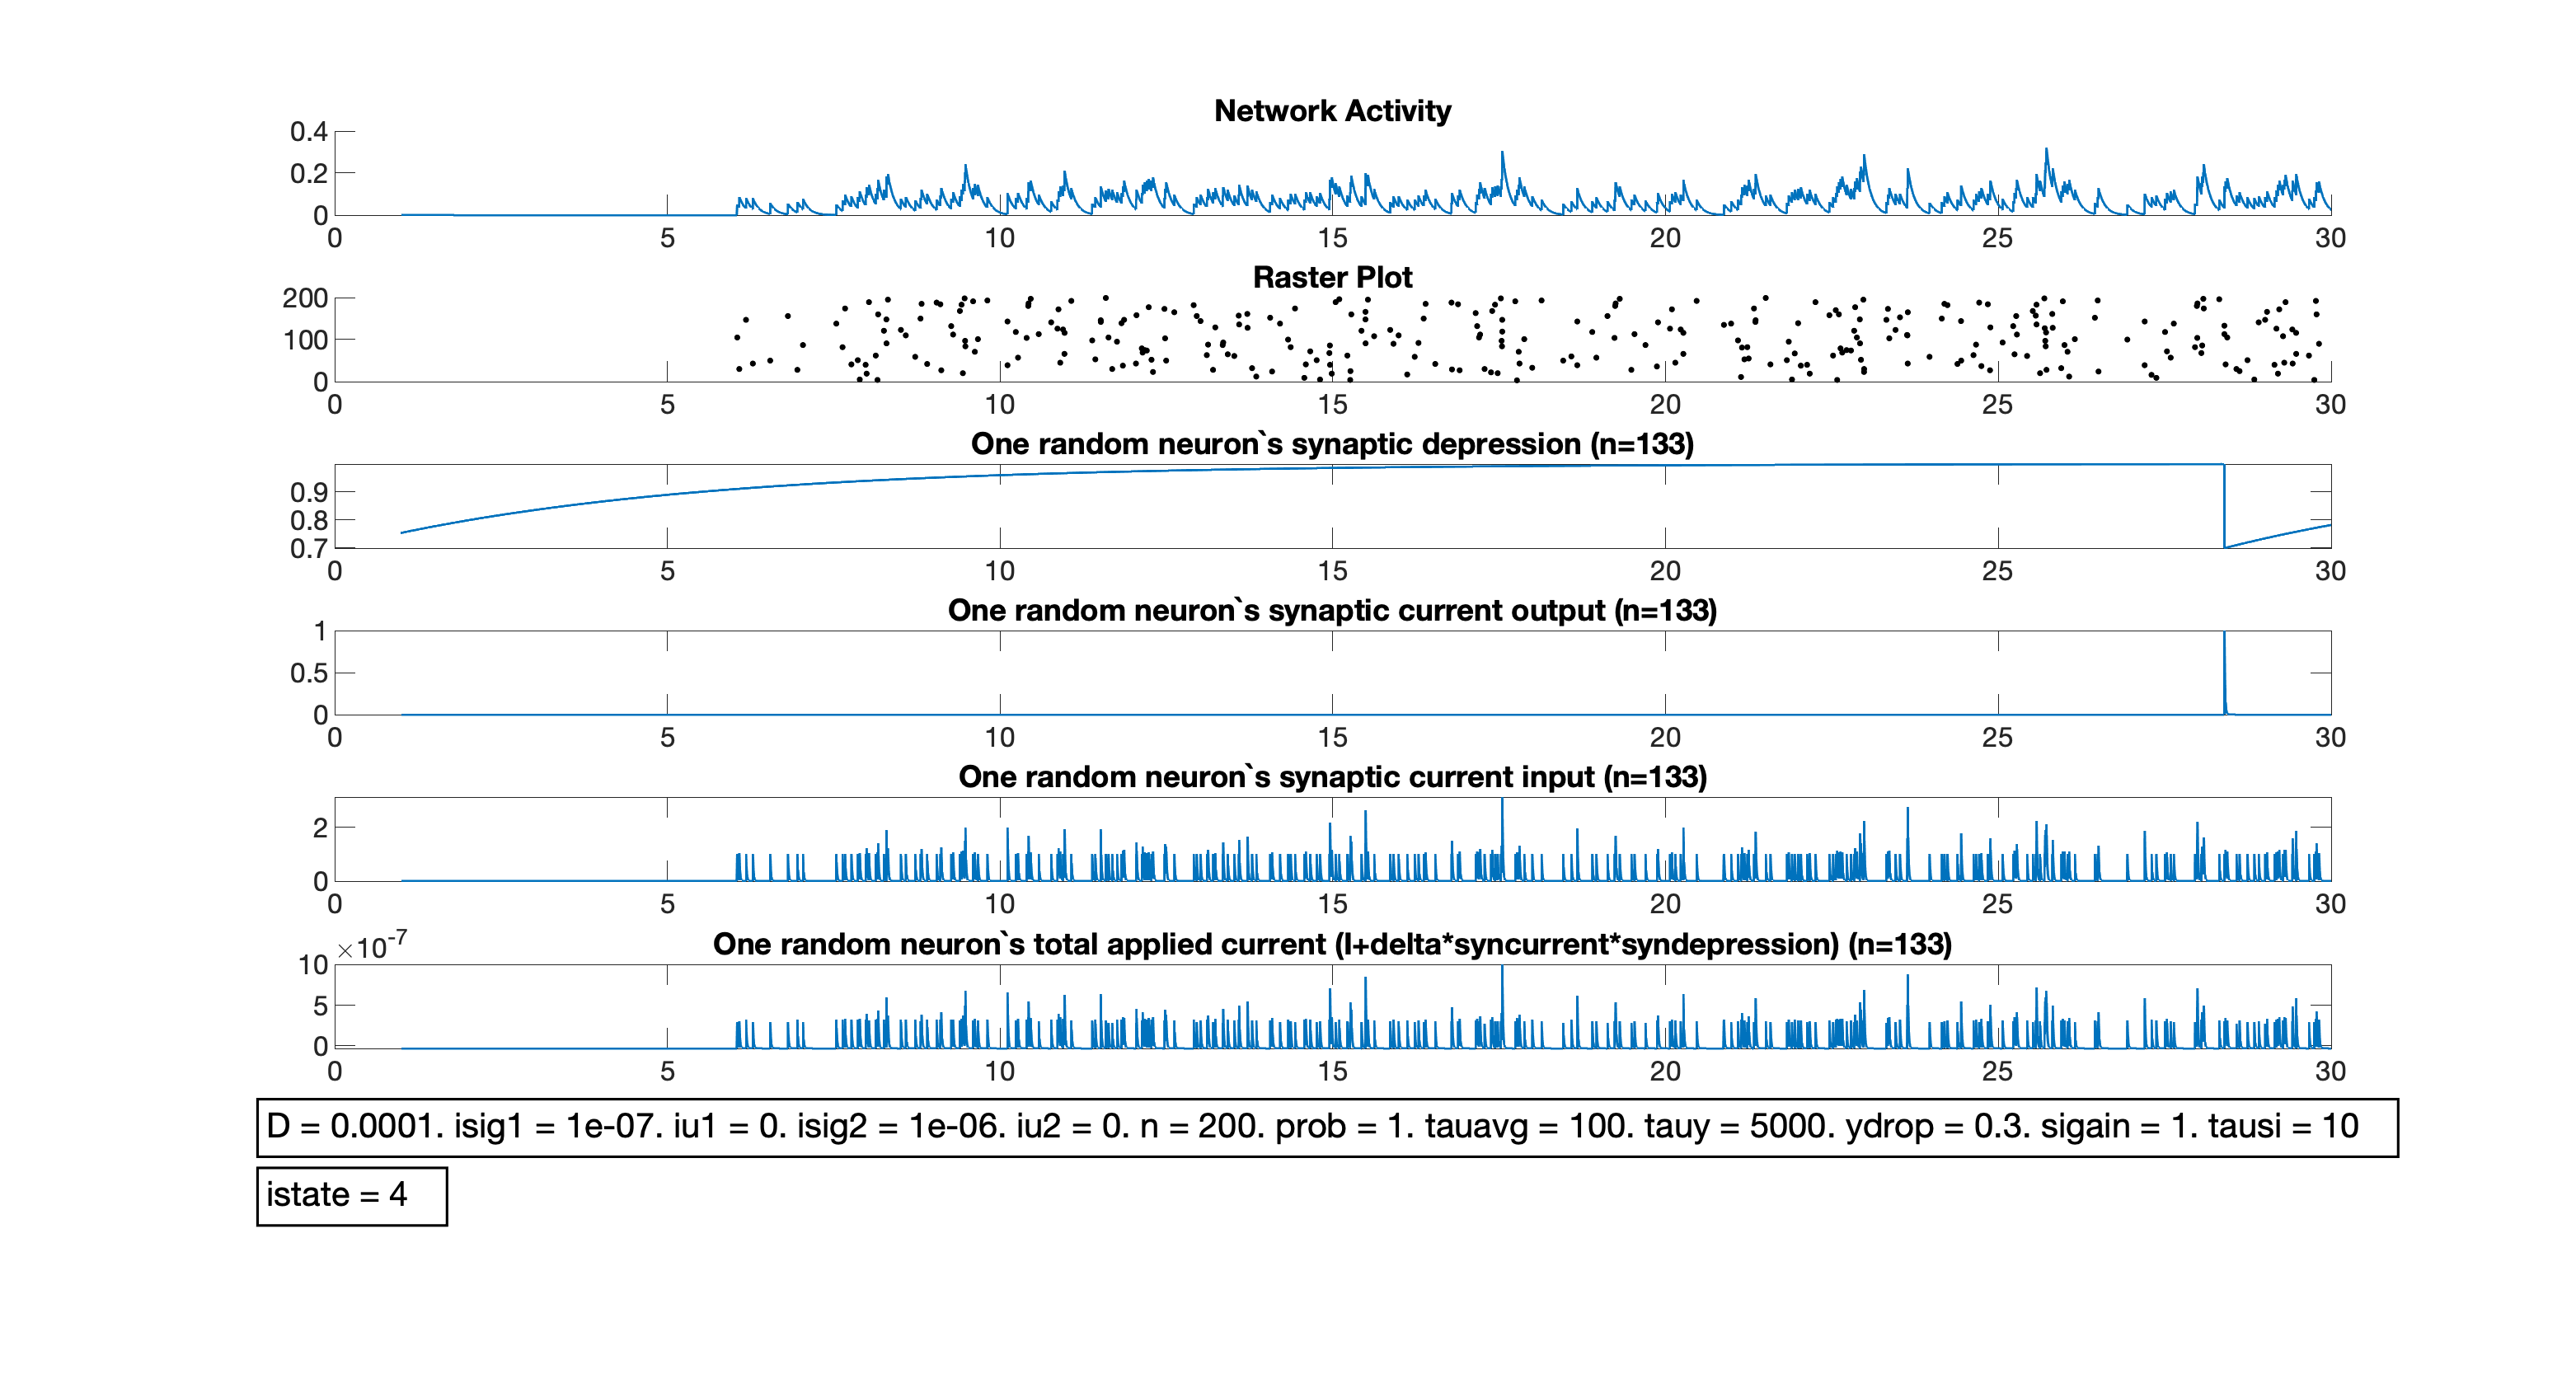 Network Activity
0.4
0.2
0
0 5 10 15 20 25 30
Raster Plot
200
100
0
0 5 10 15 20 25 30
One random neuron`s synaptic depression (n=133)
0.9
0.8
0.7
0 5 10 15 20 25 30
One random neuron`s synaptic current output (n=133)
1
0.5
0
0 5 10 15 20 25 30
One random neuron`s synaptic current input (n=133)
2
0
0 5 10 15 20 25 30
One random neuron`s total applied current (I+delta*syncurrent*syndepression) (n=133)
×10-7
10
5
0
0 5 10 15 20 25 30
D = 0.0001. isig1 = 1e-07. iu1 = 0. isig2 = 1e-06. iu2 = 0. n = 200. prob = 1. tauavg = 100. tauy = 5000. ydrop = 0.3. sigain = 1. tausi = 10
istate = 4